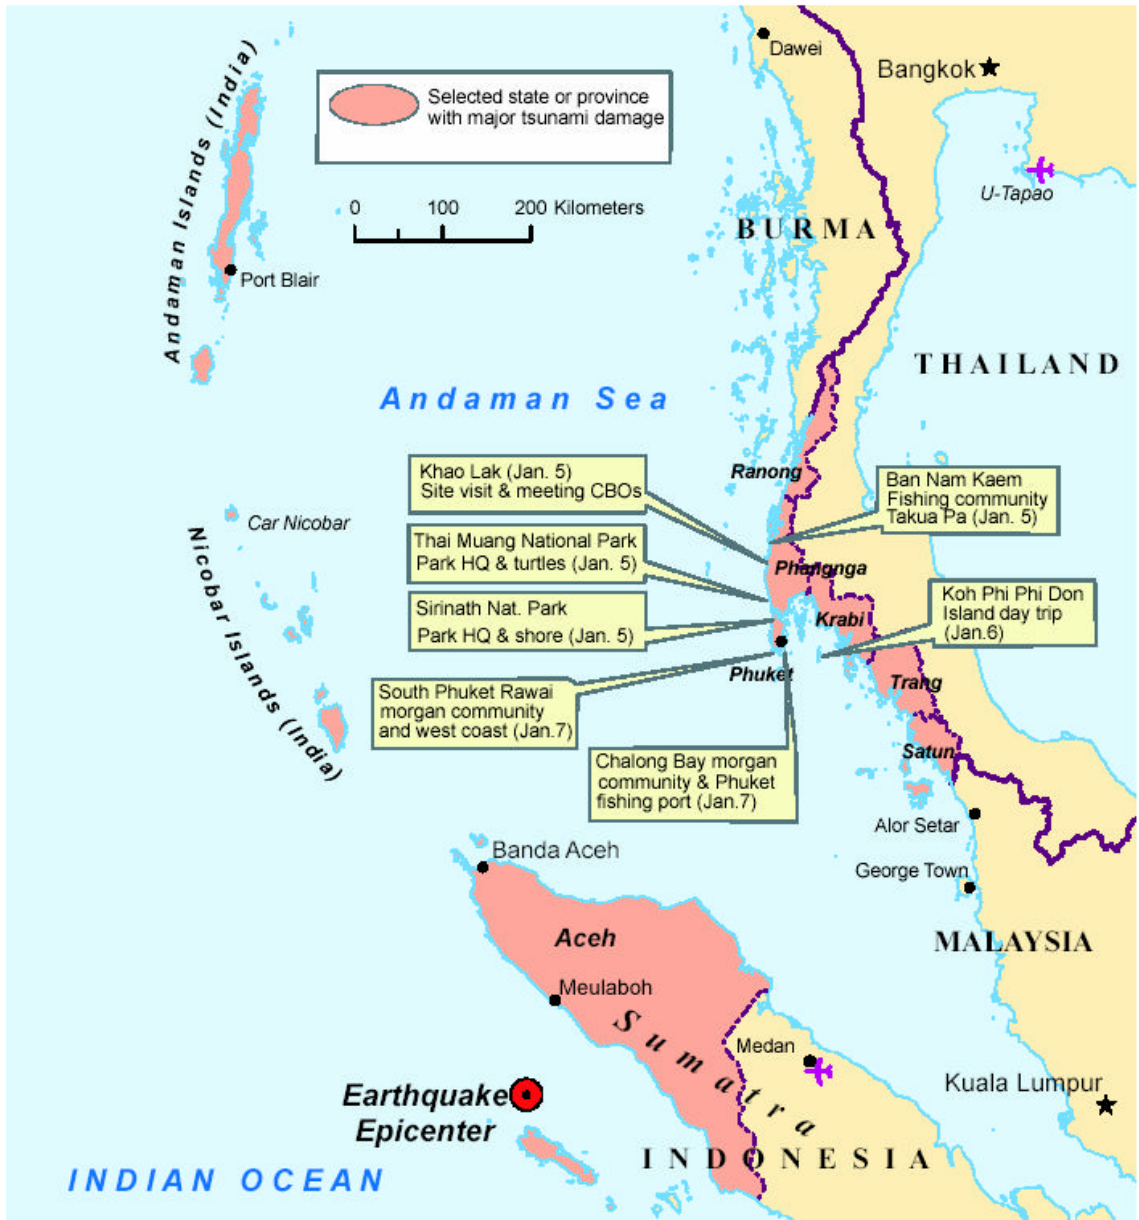 Dawei
Bangkok
Selected state or province
with major tsunami damage
Andaman Islands (India)
U-Tapao
0 100 200 Kilometers
BURMA
Port Blair
THAILAND
Andaman Sea
Khao Lak (Jan. 5)
Site visit & meeting CBOs
Ranong
Ban Nam Kaem
Fishing community
Takua Pa (Jan. 5)
Car Nicobar
Nicobar Islands (India)
Thai Muang National Park
Park HQ & turtles (Jan. 5)
Phangnga
Sirinath Nat. Park
Park HQ & shore (Jan. 5)
Krabi
Koh Phi Phi Don
Island day trip
(Jan.6)
Phuket
Trang
South Phuket Rawai
morgan community
and west coast (Jan.7)
Satun
Chalong Bay morgan
community & Phuket
fishing port (Jan.7)
Alor Setar
Banda Aceh
George Town
Aceh
MALAYSIA
Meulaboh
Sumatra
Medan
Kuala Lumpur
Earthquake
Epicenter
INDONESIA
INDIAN OCEAN